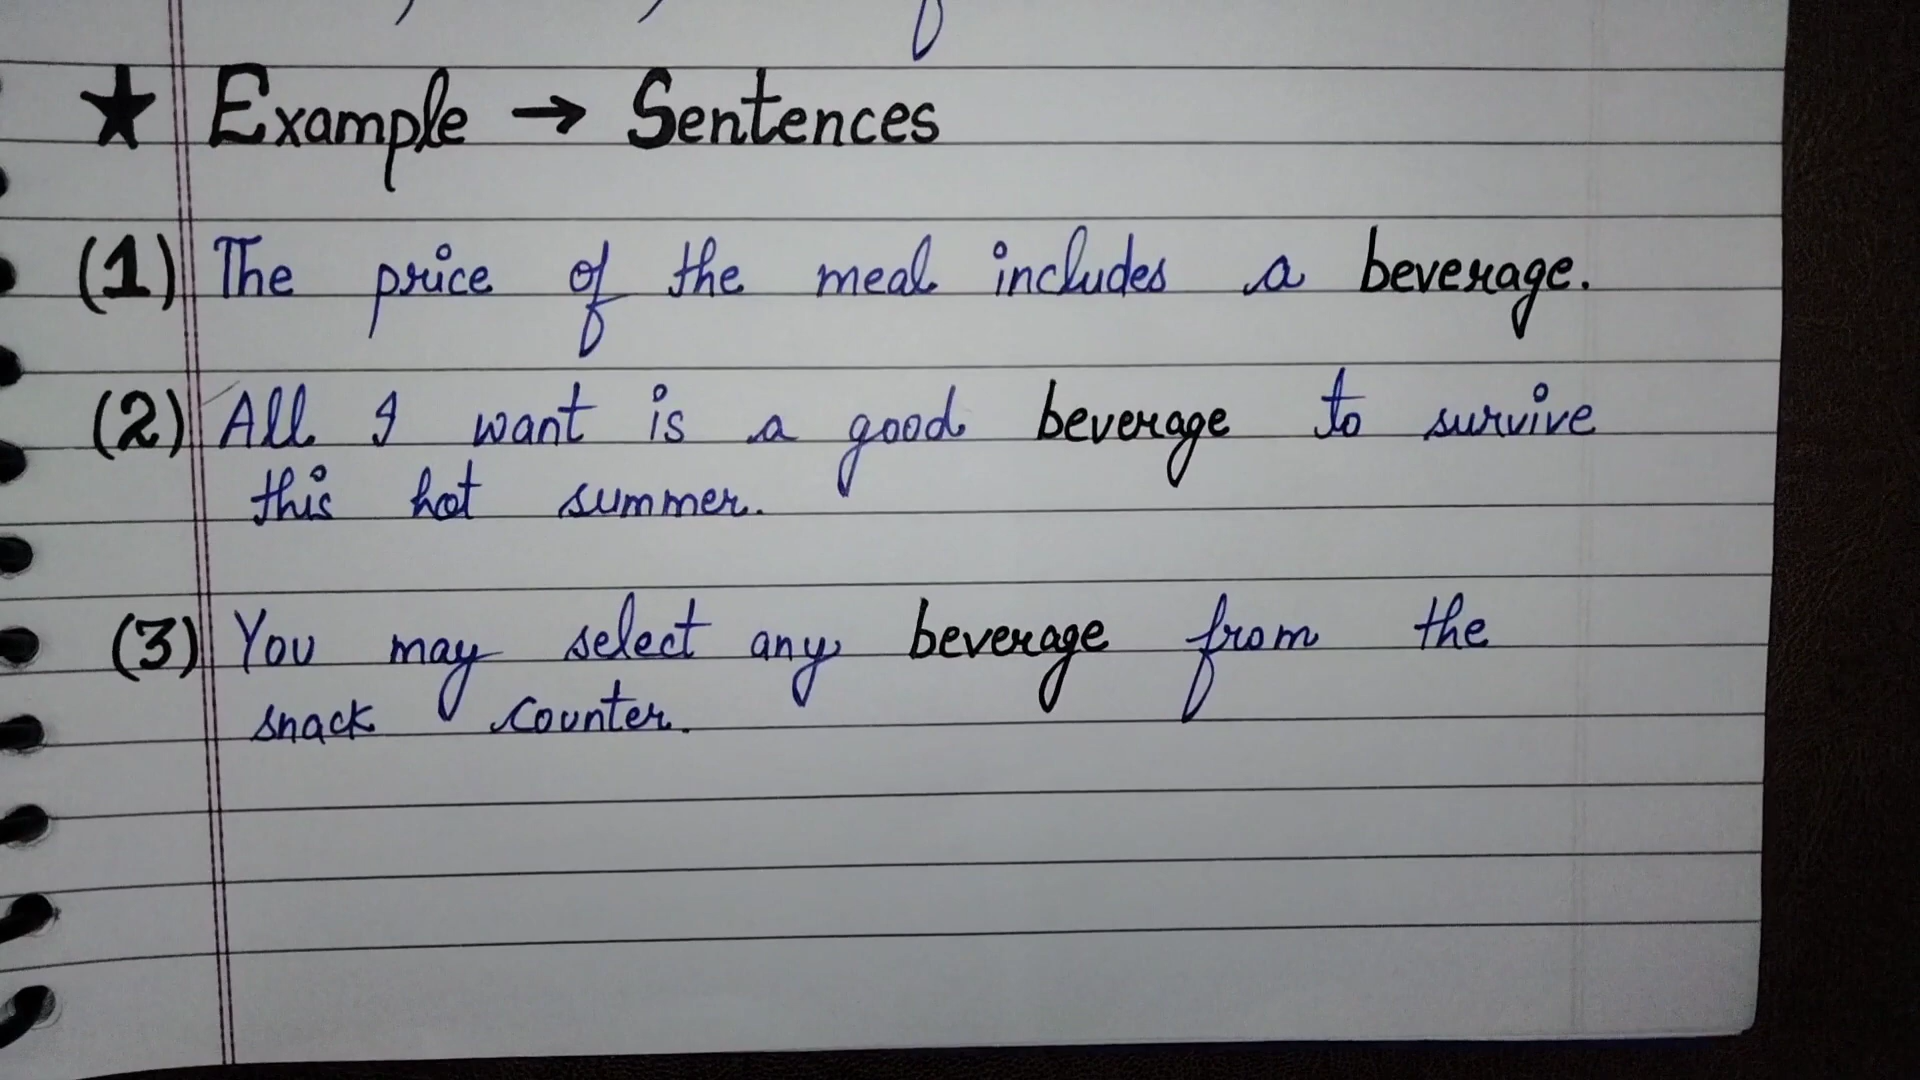 ★ Example → Sentences
(1) The price of the meal includes a beverage.
(2) All I want is a good beverage to survive
this hot summer.
(3) You may select any beverage from the
snack counter.